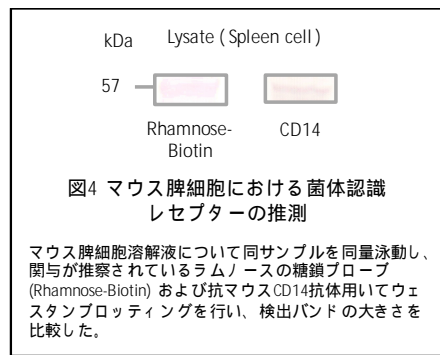 kDa Lysate ( Spleen cell )
57
Rhamnose- CD14
Biotin
図4 マウス脾細胞における菌体認識
レセプターの推測
マウス脾細胞溶解液について同サンプルを同量泳動し、
関与が推察されているラムノースの糖鎖プローブ
(Rhamnose-Biotin) および抗マウスCD14抗体用いてウェ
スタンブロッティングを行い、検出バンドの大きさを
比較した。